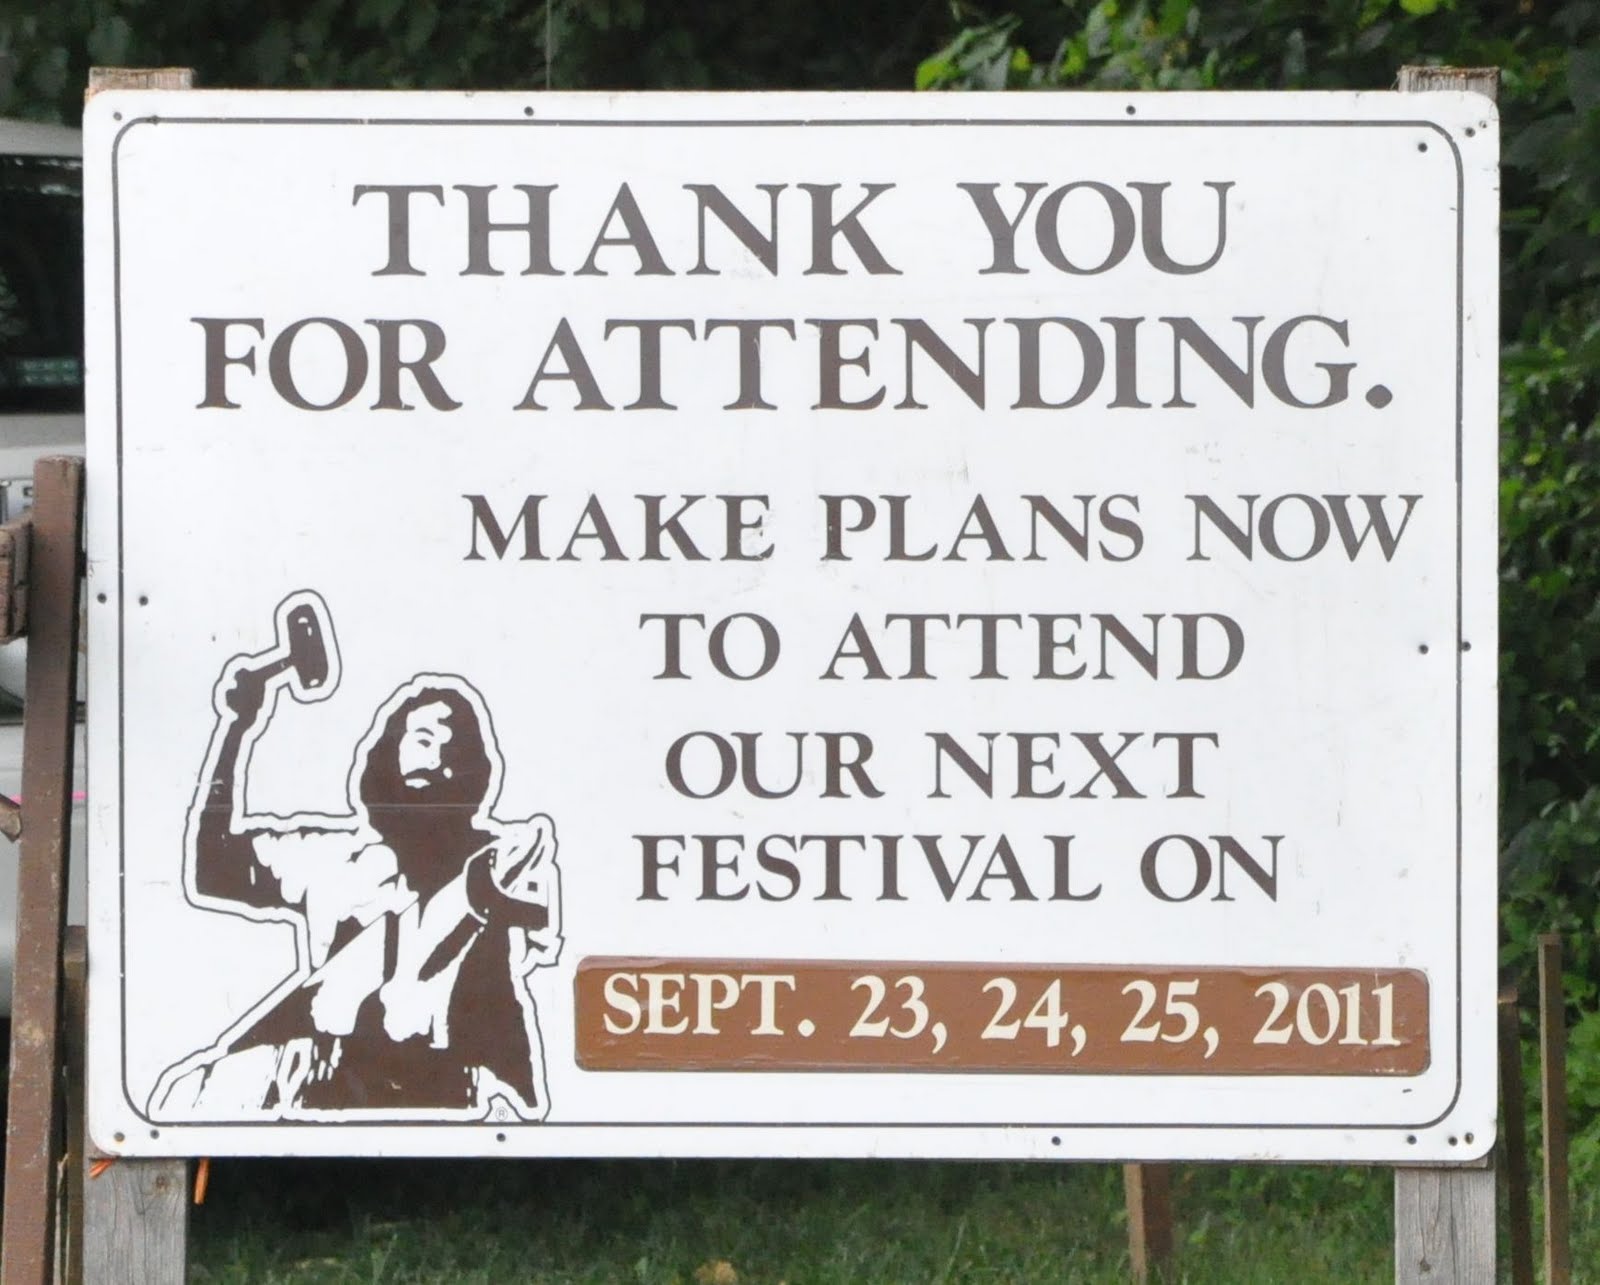 THANK YOU
FOR ATTENDING.
MAKE PLANS NOW
TO ATTEND
OUR NEXT
FESTIVAL ON
SEPT. 23, 24, 25, 2011
®